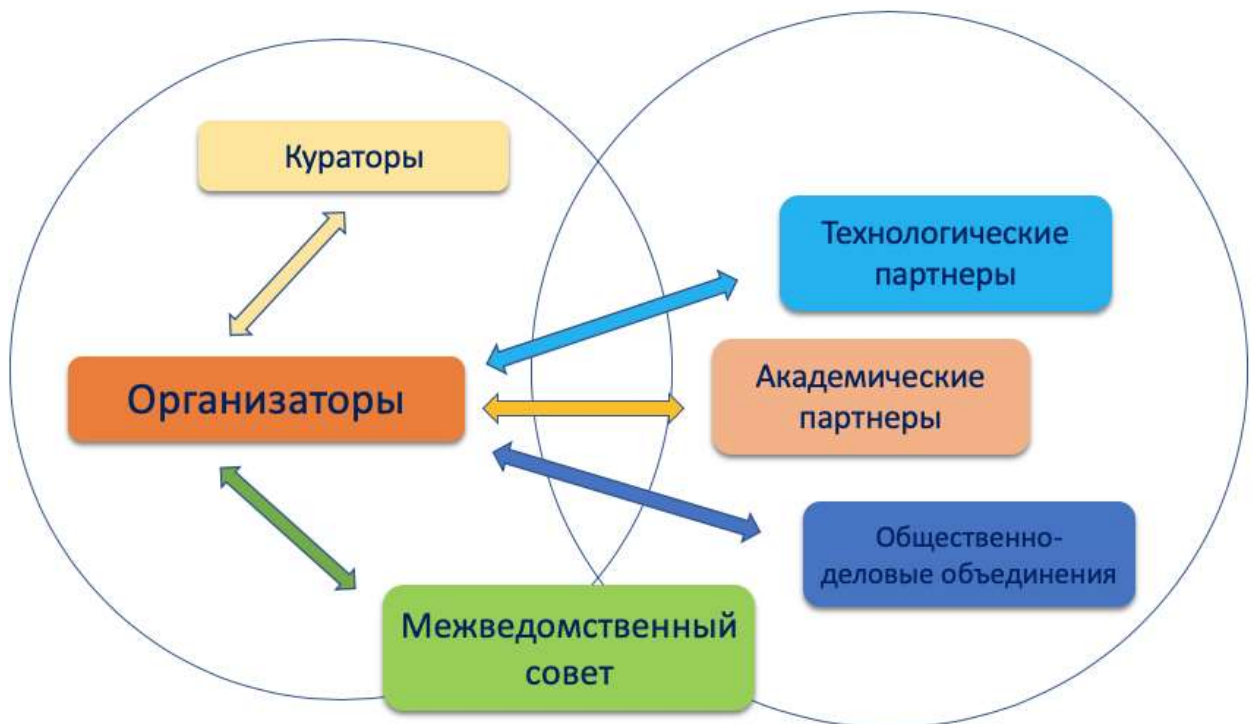 Кураторы
Технологические
партнеры
Организаторы
Академические
партнеры
Общественно-
деловые объединения
Межведомственный
совет